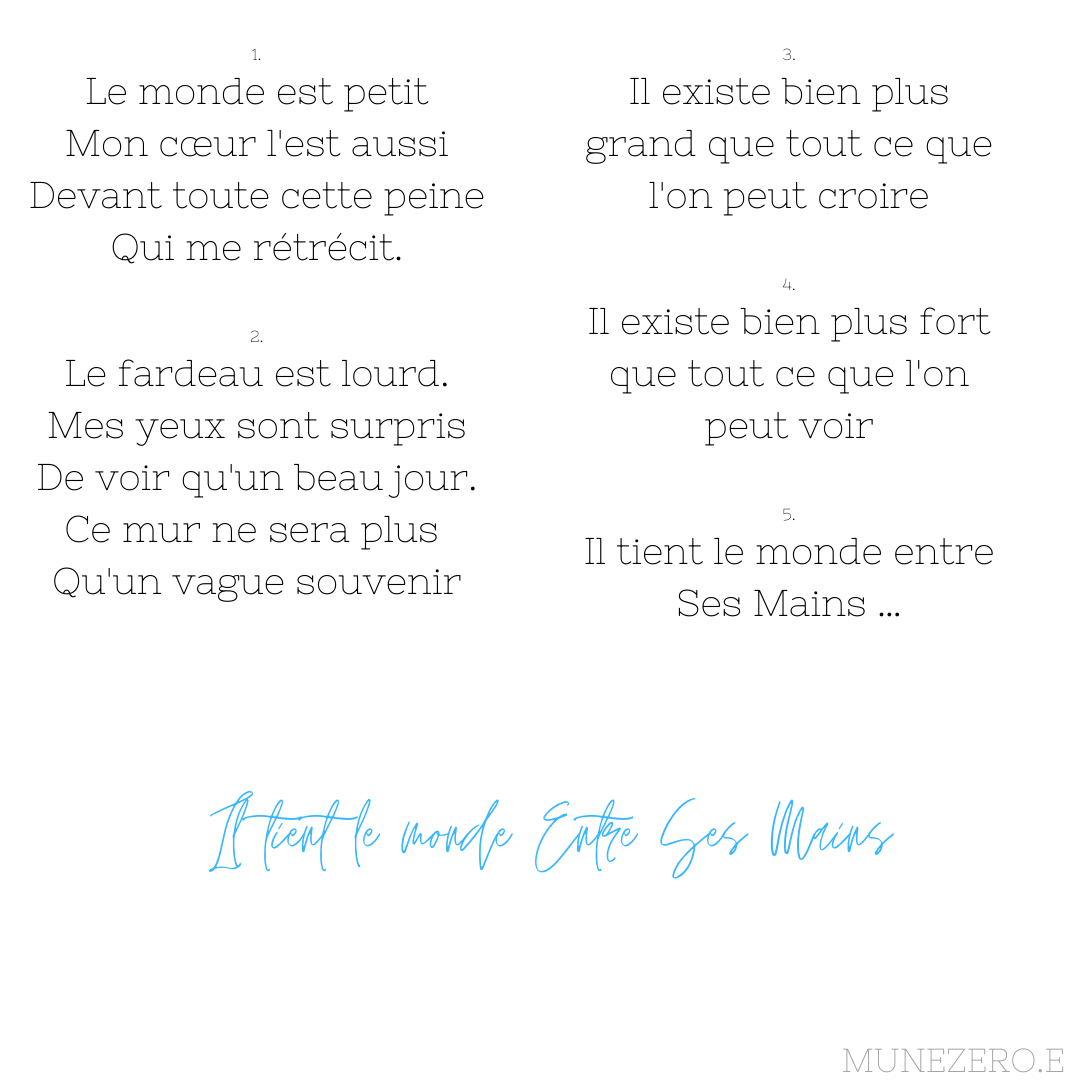 1.
Le monde est petit
Mon cœur l'est aussi
Devant toute cette peine
Qui me rétrécit.
2.
Le fardeau est lourd.
Mes yeux sont surpris
De voir qu'un beau jour.
Ce mur ne sera plus
Qu'un vague souvenir
3.
Il existe bien plus
grand que tout ce que
l'on peut croire
4.
Il existe bien plus fort
que tout ce que l'on
peut voir
5.
Il tient le monde entre
Ses Mains ...
Il tient le monde Entre Ses Mains
MUNEZERO.E